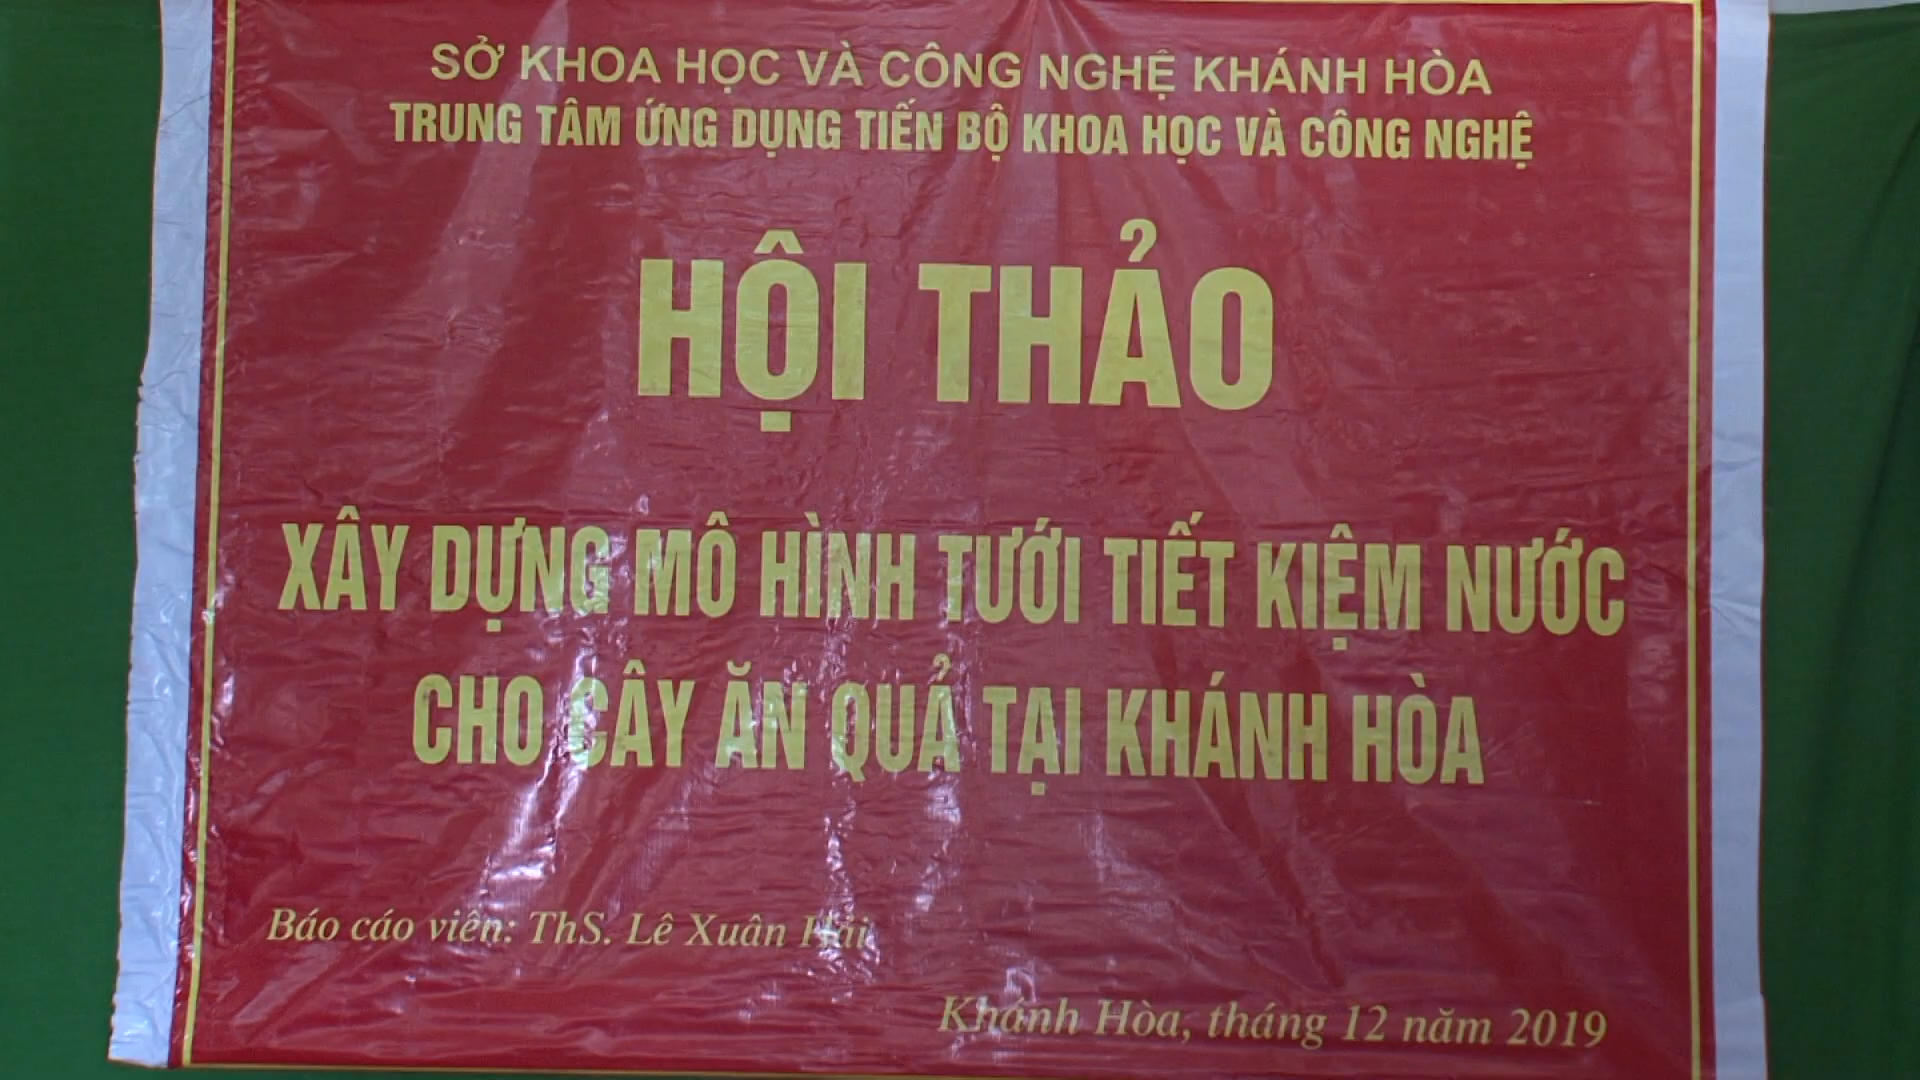 SỞ KHOA HỌC VÀ CÔNG NGHỆ KHÁNH HÒA
TRUNG TÂM ỨNG DỤNG TIẾN BỘ KHOA HỌC VÀ CÔNG NGHỆ
HỘI THẢO
XÂY DỰNG MÔ HÌNH TƯỚI TIẾT KIỆM NƯỚC
CHO CÂY ĂN QUẢ TẠI KHÁNH HÒA
Báo cáo viên: ThS. Lê Xuân
Khánh Hòa, tháng 12 năm 2019